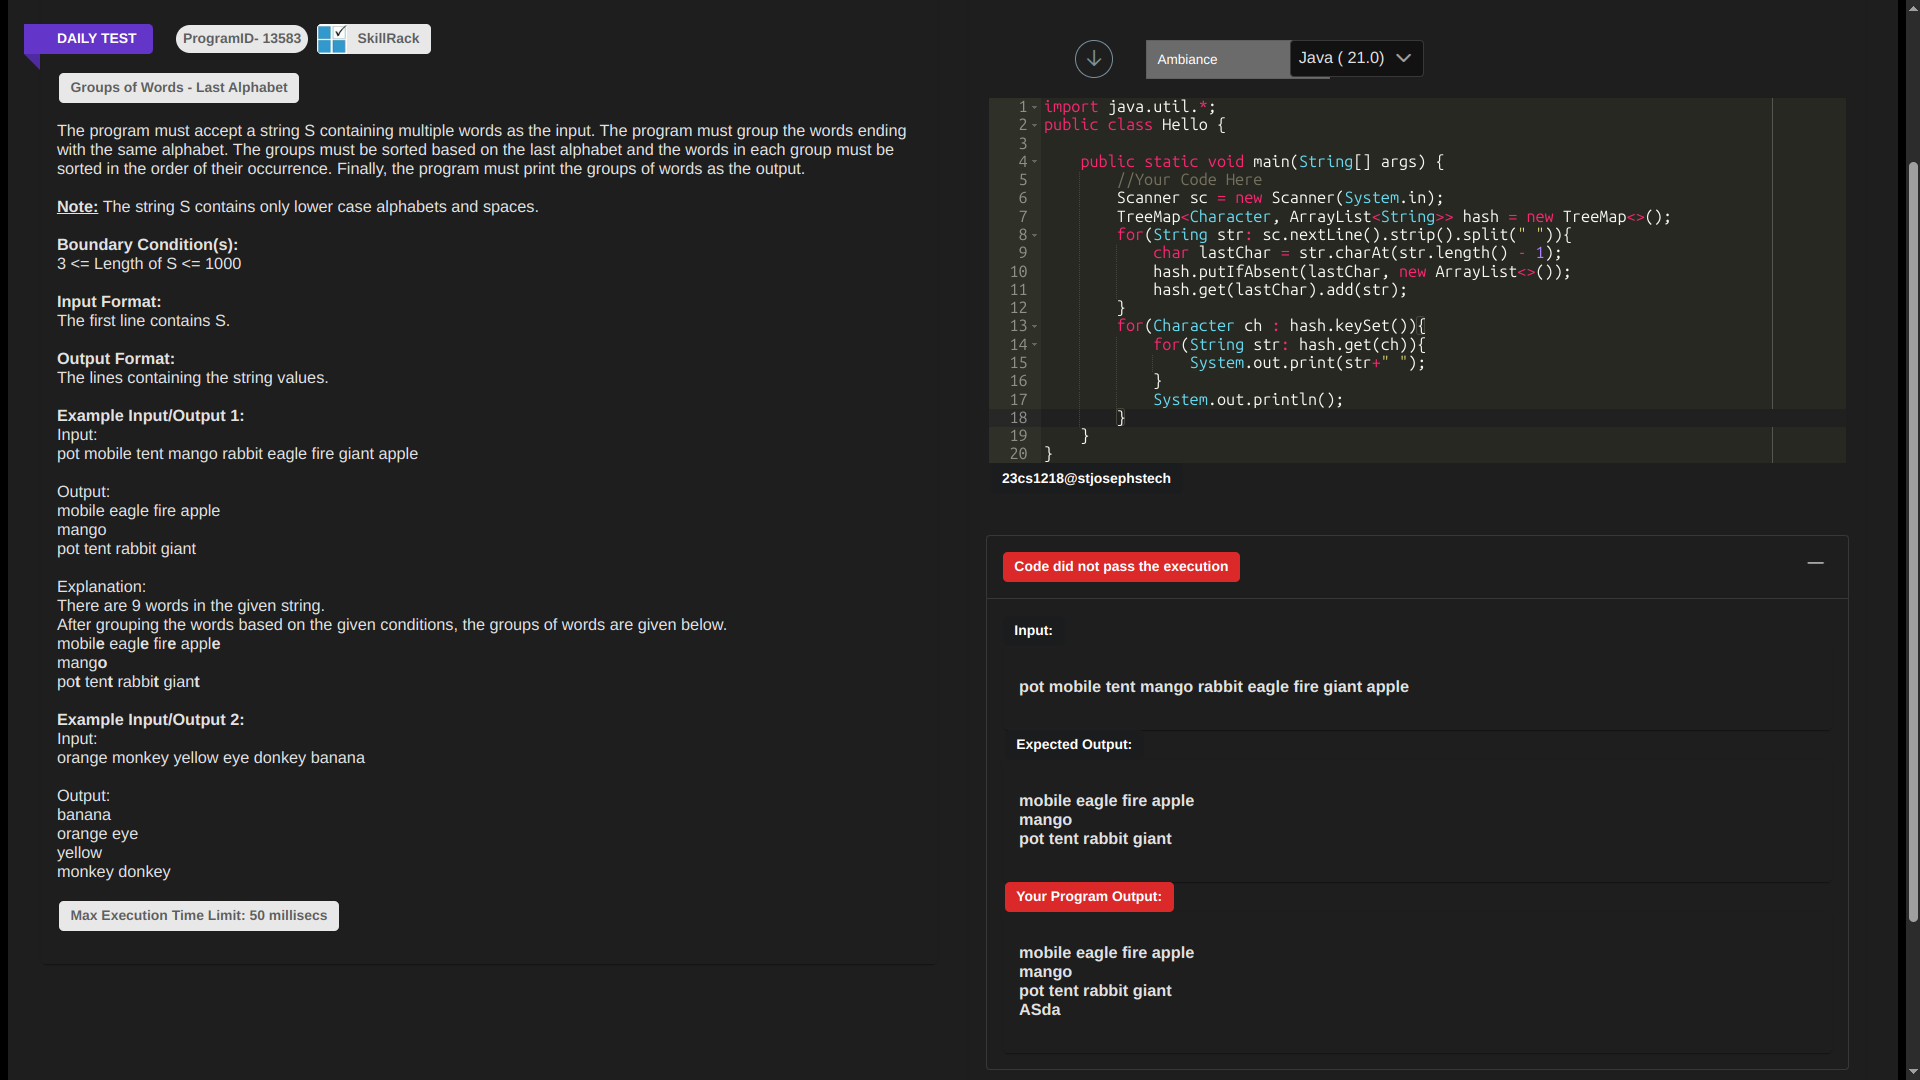 DAILY TEST
ProgramID- 13583
SkillRack
Groups of Words - Last Alphabet
The program must accept a string S containing multiple words as the input. The program must group the words ending
with the same alphabet. The groups must be sorted based on the last alphabet and the words in each group must be
sorted in the order of their occurrence. Finally, the program must print the groups of words as the output.
Note: The string S contains only lower case alphabets and spaces.
Boundary Condition(s):
3 <= Length of S <= 1000
Input Format:
The first line contains S.
Output Format:
The lines containing the string values.
Example Input/Output 1:
Input:
pot mobile tent mango rabbit eagle fire giant apple
Output:
mobile eagle fire apple
mango
pot tent rabbit giant
Explanation:
There are 9 words in the given string.
After grouping the words based on the given conditions, the groups of words are given below.
mobile eagle fire apple
mango
pot tent rabbit giant
Example Input/Output 2:
Input:
orange monkey yellow eye donkey banana
Output:
banana
orange eye
yellow
monkey donkey
Max Execution Time Limit: 50 millisecs
Ambiance
Java ( 21.0)
1 import java.util.*;
2 public class Hello {
3
4     public static void main(String[] args) {
5         //Your Code Here
6         Scanner sc = new Scanner(System.in);
7         TreeMap<Character, ArrayList<String>> hash = new TreeMap<>();
8         for(String str: sc.nextLine().strip().split(" ")){
9             char lastChar = str.charAt(str.length() - 1);
10             hash.putIfAbsent(lastChar, new ArrayList<>());
11             hash.get(lastChar).add(str);
12         }
13         for(Character ch : hash.keySet()){
14             for(String str: hash.get(ch)){
15                 System.out.print(str+" ");
16             }
17             System.out.println();
18         }
19     }
20 }
23cs1218@stjosephstech
Code did not pass the execution
Input:
pot mobile tent mango rabbit eagle fire giant apple
Expected Output:
mobile eagle fire apple
mango
pot tent rabbit giant
Your Program Output:
mobile eagle fire apple
mango
pot tent rabbit giant
ASda